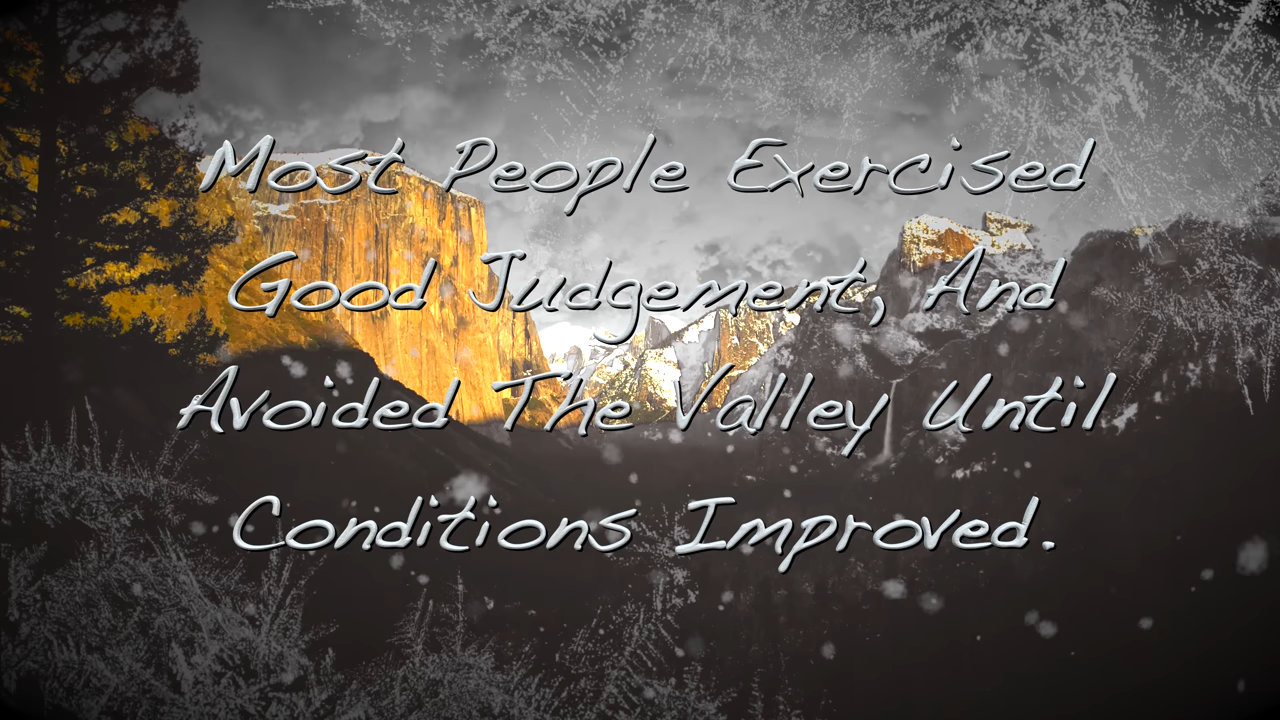 Most People Exercised
Good Judgement, And
Avoided The Valley Until
Conditions Improved.